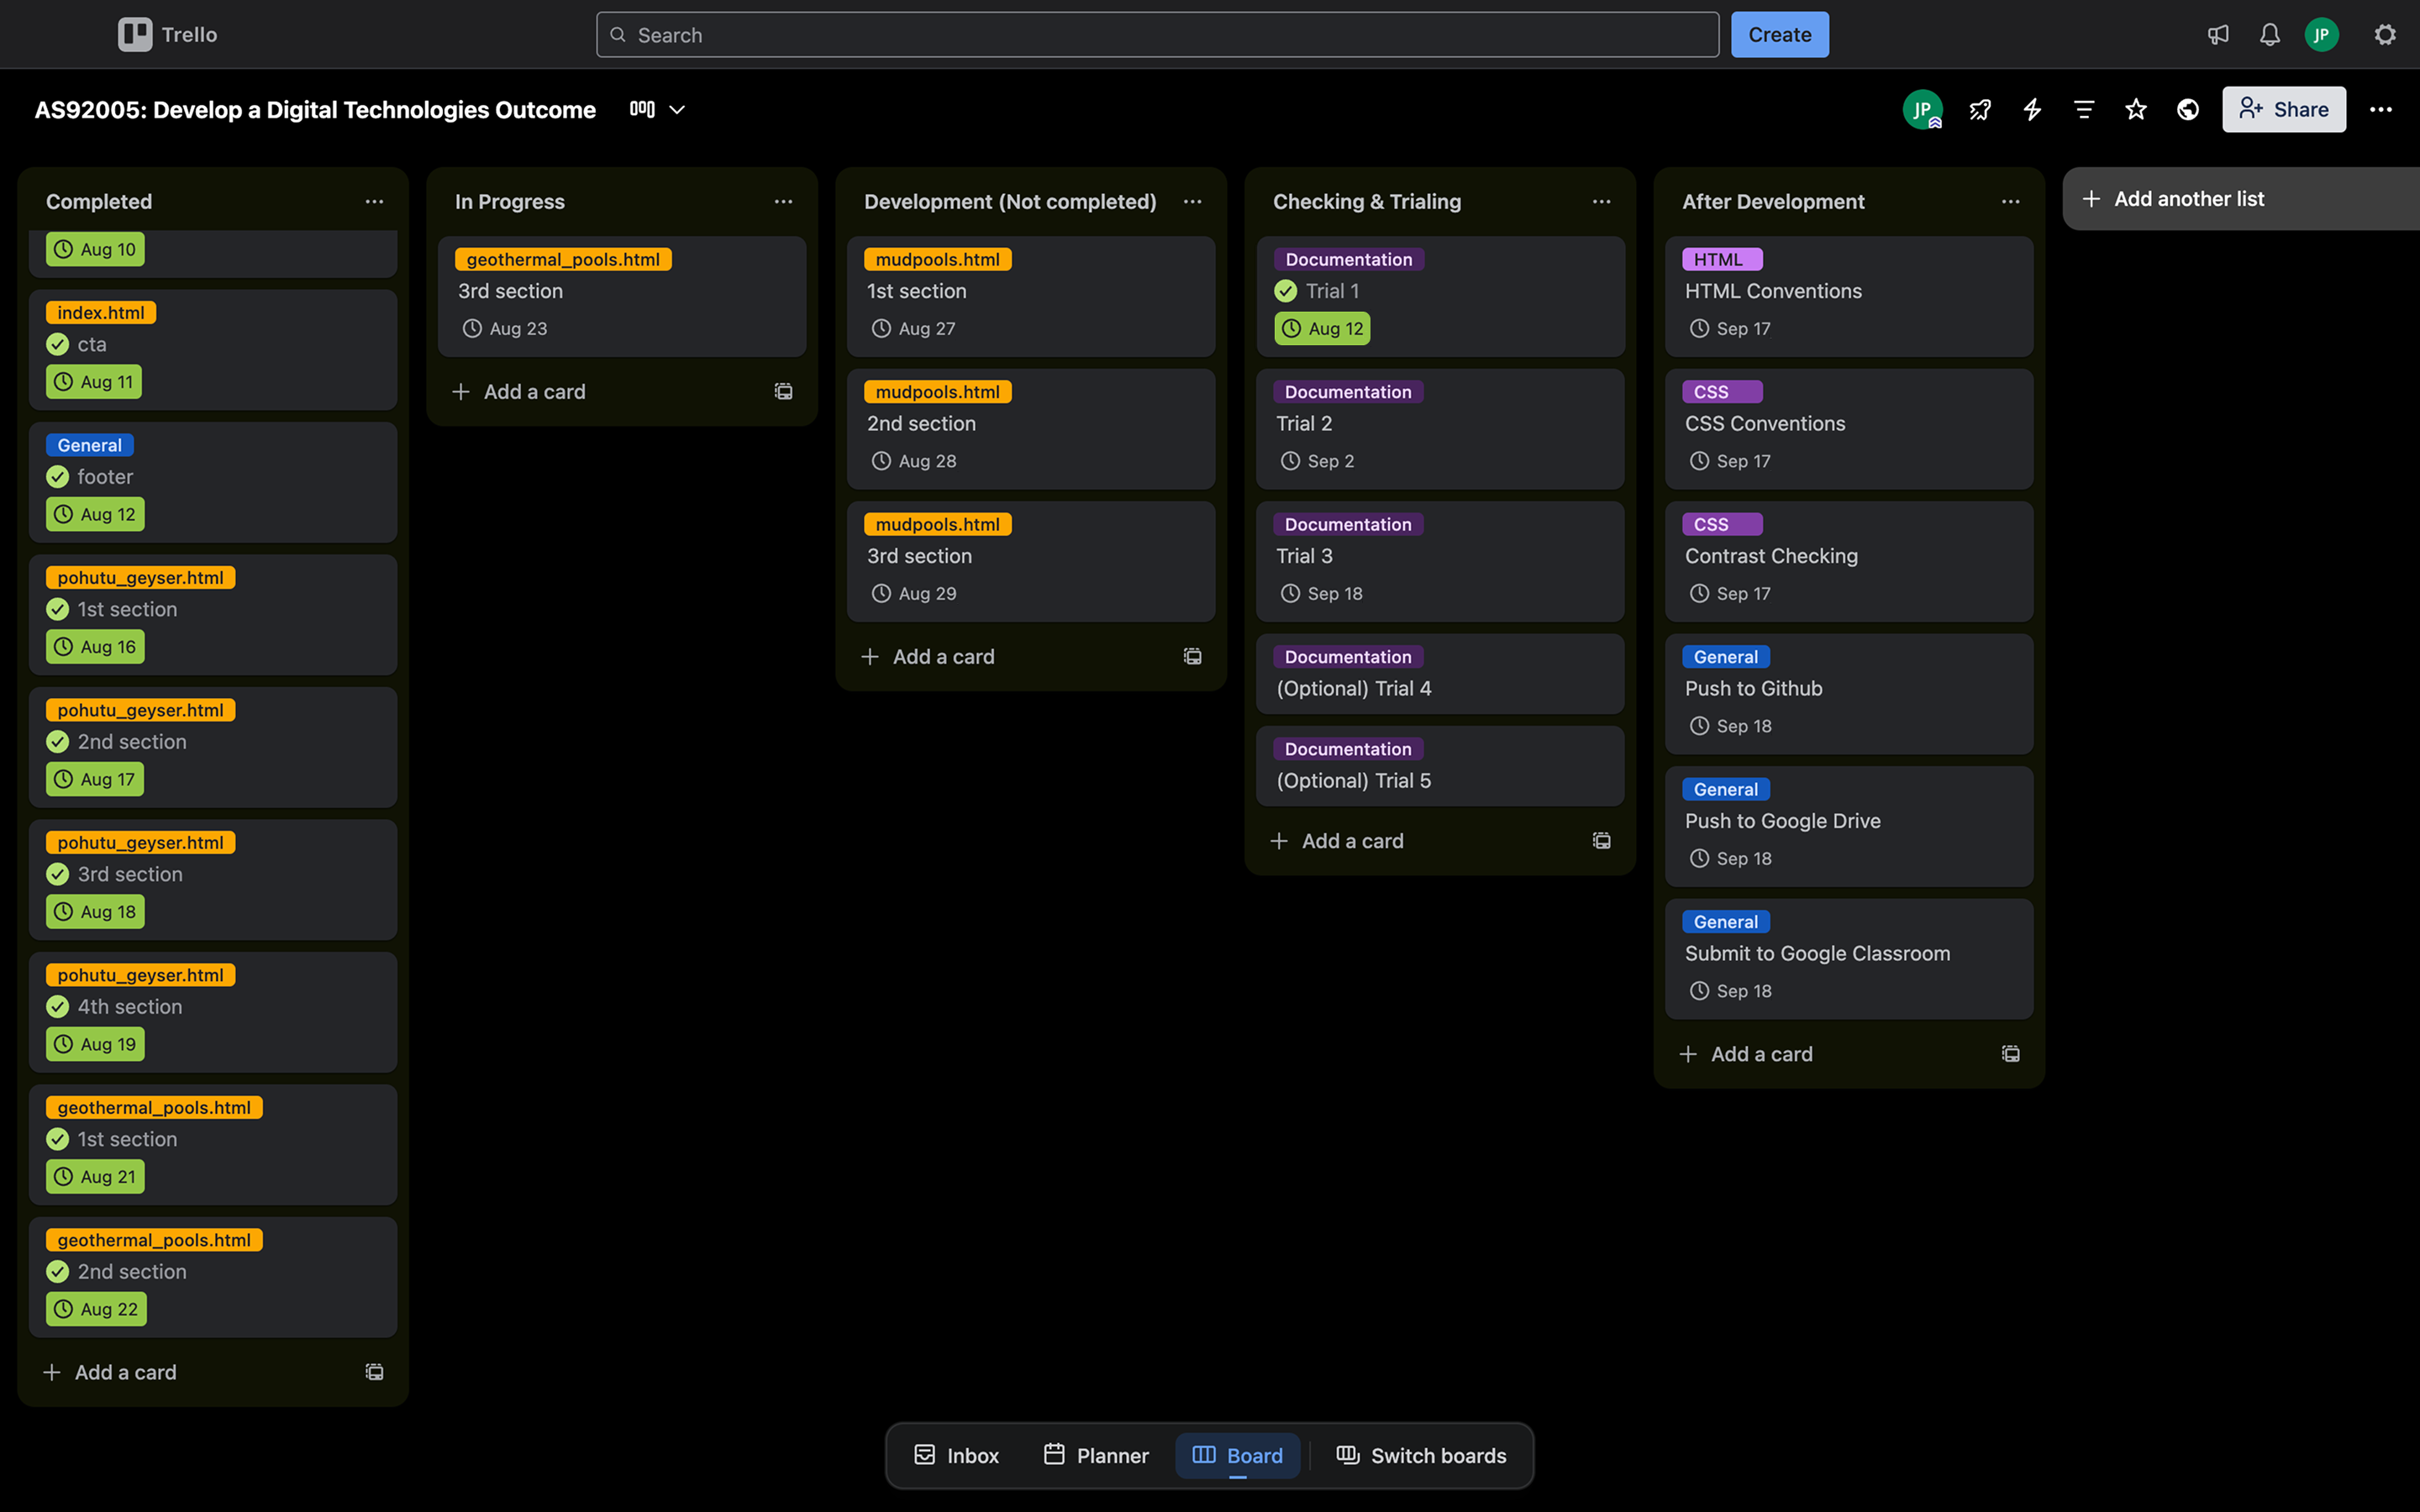 Trello
Search
Create
JP
AS92005: Develop a Digital Technologies Outcome
JP
Share
Completed
Aug 10
index.html
cta
Aug 11
General
footer
Aug 12
pohutu_geyser.html
1st section
Aug 16
pohutu_geyser.html
2nd section
Aug 17
pohutu_geyser.html
3rd section
Aug 18
pohutu_geyser.html
4th section
Aug 19
geothermal_pools.html
1st section
Aug 21
geothermal_pools.html
2nd section
Aug 22
Add a card
In Progress
geothermal_pools.html
3rd section
Aug 23
Add a card
Development (Not completed)
mudpools.html
1st section
Aug 27
mudpools.html
2nd section
Aug 28
mudpools.html
3rd section
Aug 29
Add a card
Checking & Trialing
Documentation
Trial 1
Aug 12
Documentation
Trial 2
Sep 2
Documentation
Trial 3
Sep 18
Documentation
(Optional) Trial 4
Documentation
(Optional) Trial 5
Add a card
After Development
HTML
HTML Conventions
Sep 17
CSS
CSS Conventions
Sep 17
CSS
Contrast Checking
Sep 17
General
Push to Github
Sep 18
General
Push to Google Drive
Sep 18
General
Submit to Google Classroom
Sep 18
Add a card
Add another list
Inbox
Planner
Board
Switch boards